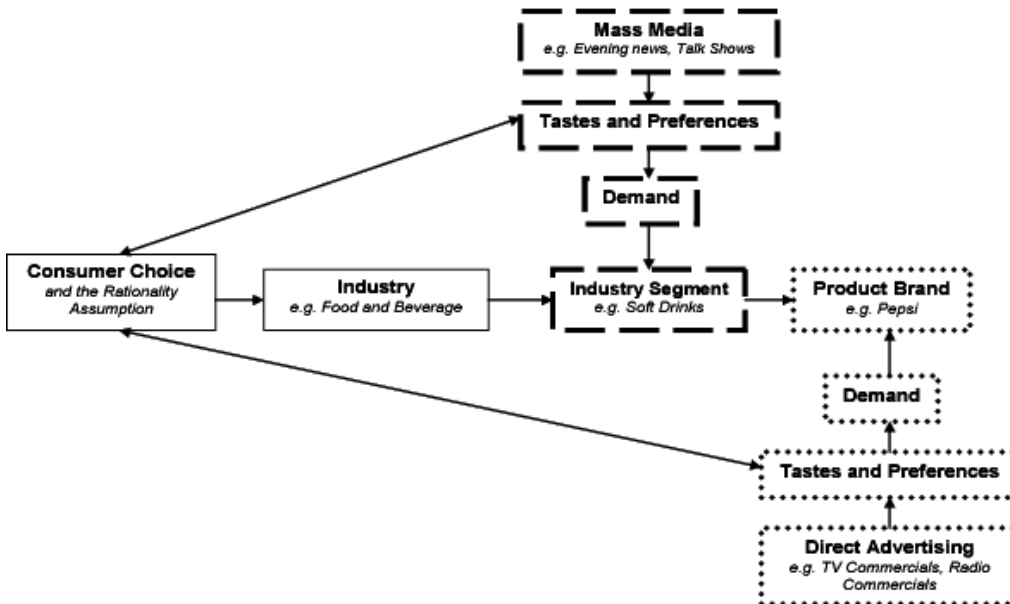 Mass Media
e.g. Evening news, Talk Shows
Tastes and Preferences
Demand
Consumer Choice
and the Rationality
Assumption
Industry
e.g. Food and Beverage
Industry Segment
e.g. Soft Drinks
Product Brand
e.g. Pepsi
Demand
Tastes and Preferences
Direct Advertising
e.g. TV Commercials, Radio
Commercials